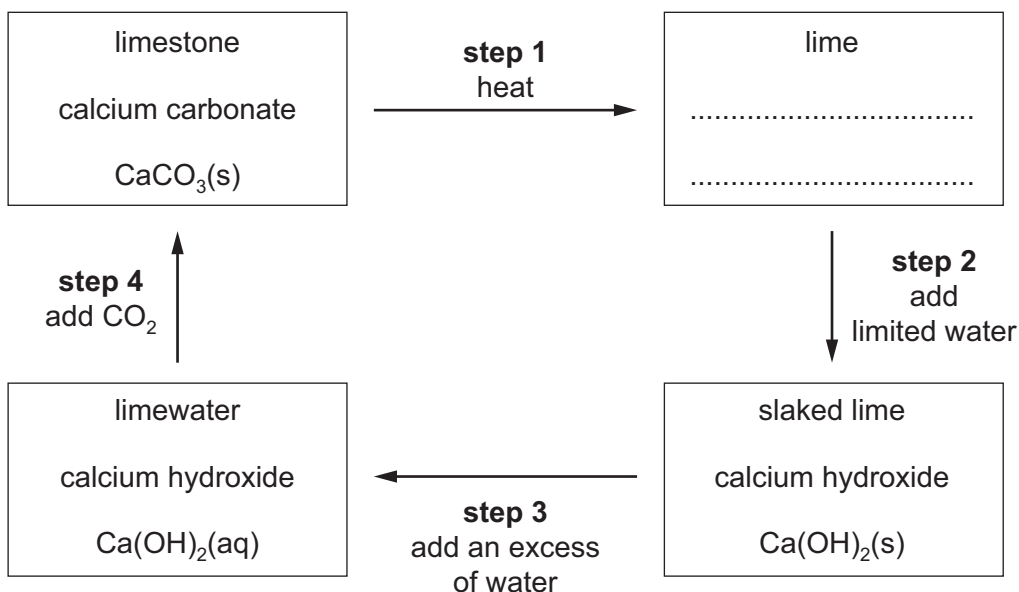 limestone
calcium carbonate
CaCO₃(s)
step 1
heat
lime
..................................
..................................
step 2
add
limited water
slaked lime
calcium hydroxide
Ca(OH)₂(s)
step 3
add an excess
of water
limewater
calcium hydroxide
Ca(OH)₂(aq)
step 4
add CO₂